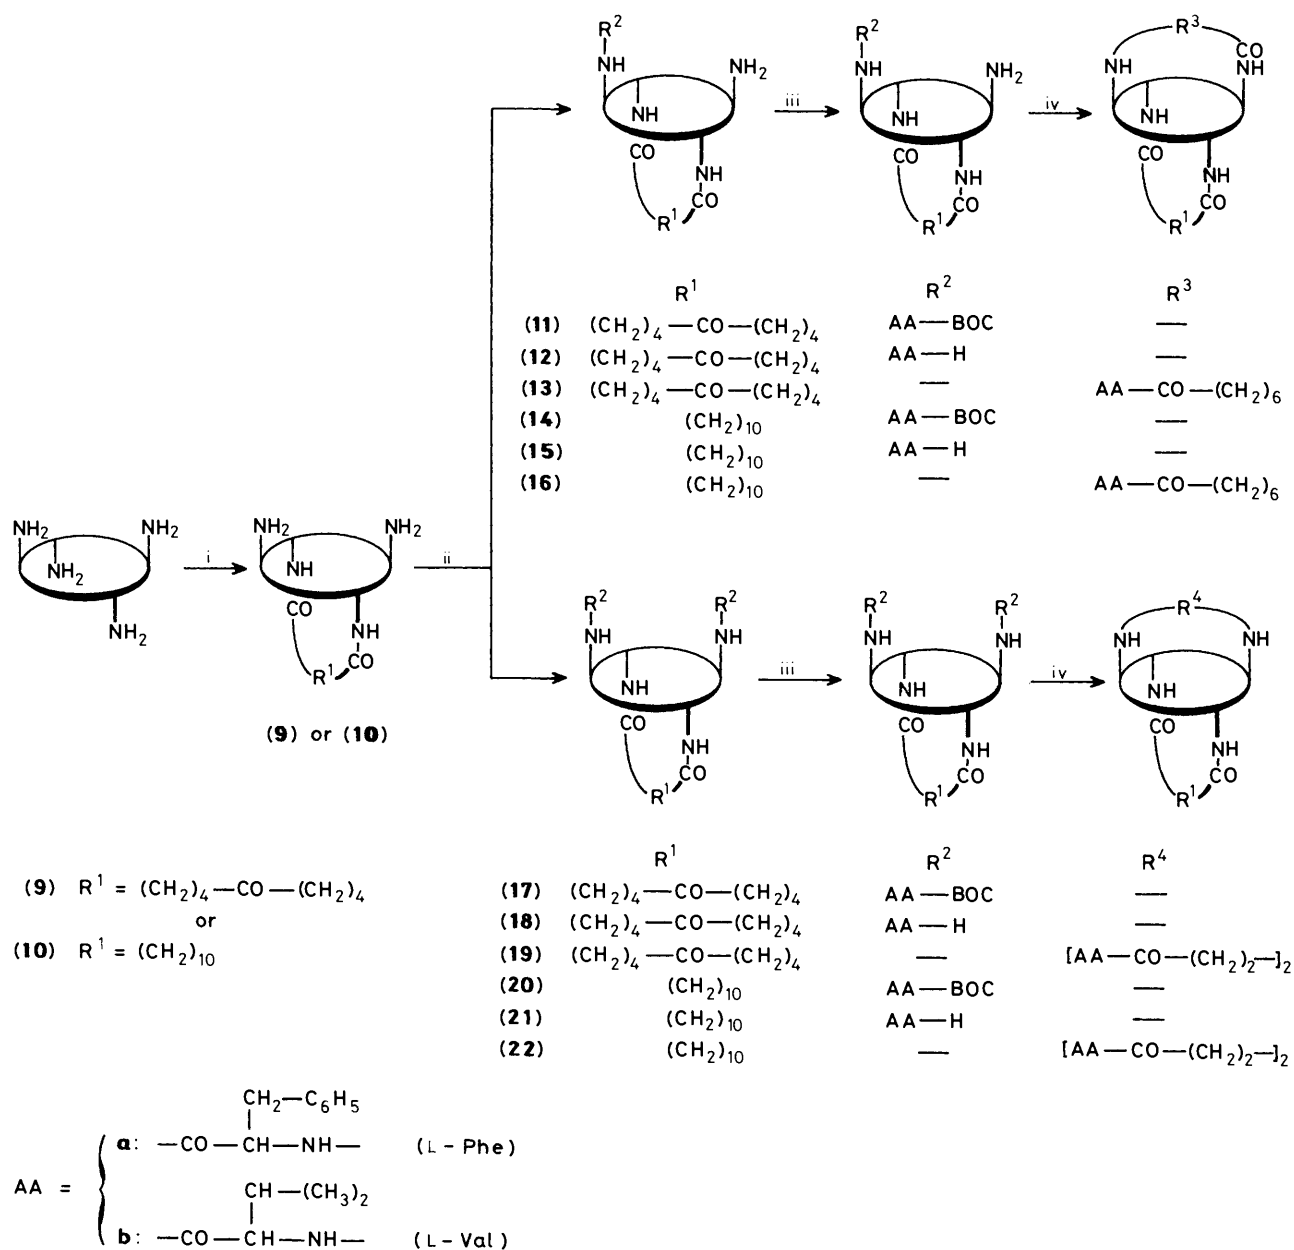 R² R² R³
NH NH₂ NH NH₂ NH CO NH
NH iii NH iv NH
CO NH CO NH CO NH
R¹ CO R¹ CO R¹ CO
R¹ R² R³
(11) (CH₂)₄—CO—(CH₂)₄ AA—BOC —
(12) (CH₂)₄—CO—(CH₂)₄ AA—H —
(13) (CH₂)₄—CO—(CH₂)₄ — AA—CO—(CH₂)₆
(14) (CH₂)₁₀ AA—BOC —
(15) (CH₂)₁₀ AA—H —
(16) (CH₂)₁₀ — AA—CO—(CH₂)₆
NH₂ NH₂ NH₂ NH₂
NH₂ i NH ii
NH₂ CO NH
R¹ CO
(9) or (10)
R² R² R² R² R⁴
NH NH NH NH NH NH
NH iii NH iv NH
CO NH CO NH CO NH
R¹ CO R¹ CO R¹ CO
R¹ R² R⁴
(17) (CH₂)₄—CO—(CH₂)₄ AA—BOC —
(18) (CH₂)₄—CO—(CH₂)₄ AA—H —
(19) (CH₂)₄—CO—(CH₂)₄ — [AA—CO—(CH₂)₂—]₂
(20) (CH₂)₁₀ AA—BOC —
(21) (CH₂)₁₀ AA—H —
(22) (CH₂)₁₀ — [AA—CO—(CH₂)₂—]₂
(9) R¹ = (CH₂)₄—CO—(CH₂)₄
or
(10) R¹ = (CH₂)₁₀
CH₂—C₆H₅
a: —CO—CH—NH— (L-Phe)
AA =
CH—(CH₃)₂
b: —CO—CH—NH— (L-Val)